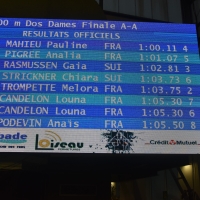 00 m Dos Dames Finale A-A
RESULTATS OFFICIELS
MAHIEU Pauline FRA 1:00.11 4
PIGREE Analia FRA 1:01.07 5
RASMUSSEN Gaia SUI 1:02.81 3
STRICKNER Chiara SUI 1:03.73 6
TROMPETTE Melora FRA 1:03.75 2
CANDELON Louna FRA 1:05.30 7
CANDELON Louna FRA 1:05.30
PODEVIN Anais FRA 1:05.50 8
Loiseau
Crédit Mutuel